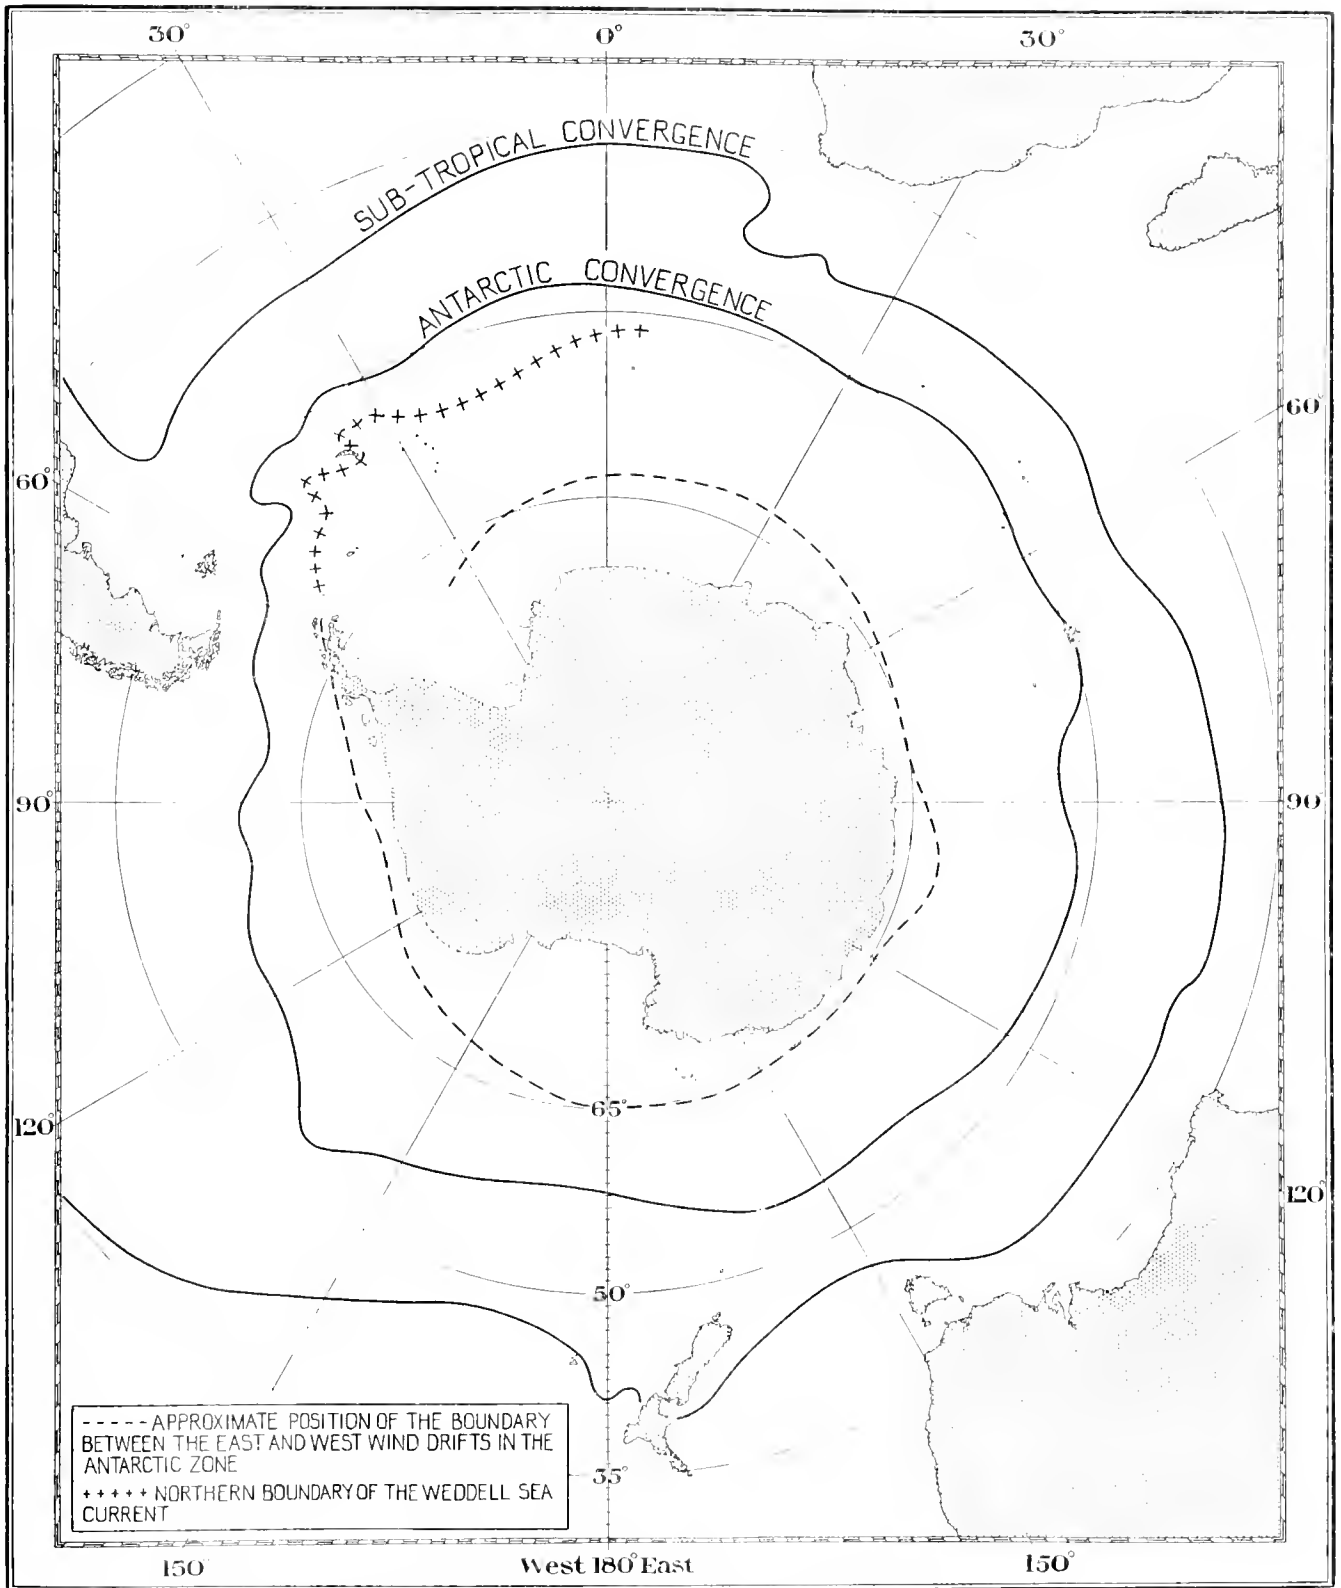 30° 0° 30°
SUB-TROPICAL CONVERGENCE
ANTARCTIC CONVERGENCE
60°
60°
90° 90°
65°
120°
120°
50°
- - - - - APPROXIMATE POSITION OF THE BOUNDARY
BETWEEN THE EAST AND WEST WIND DRIFTS IN THE
ANTARCTIC ZONE
+ + + + + NORTHERN BOUNDARY OF THE WEDDELL SEA
CURRENT
35°
150° West 180° East 150°